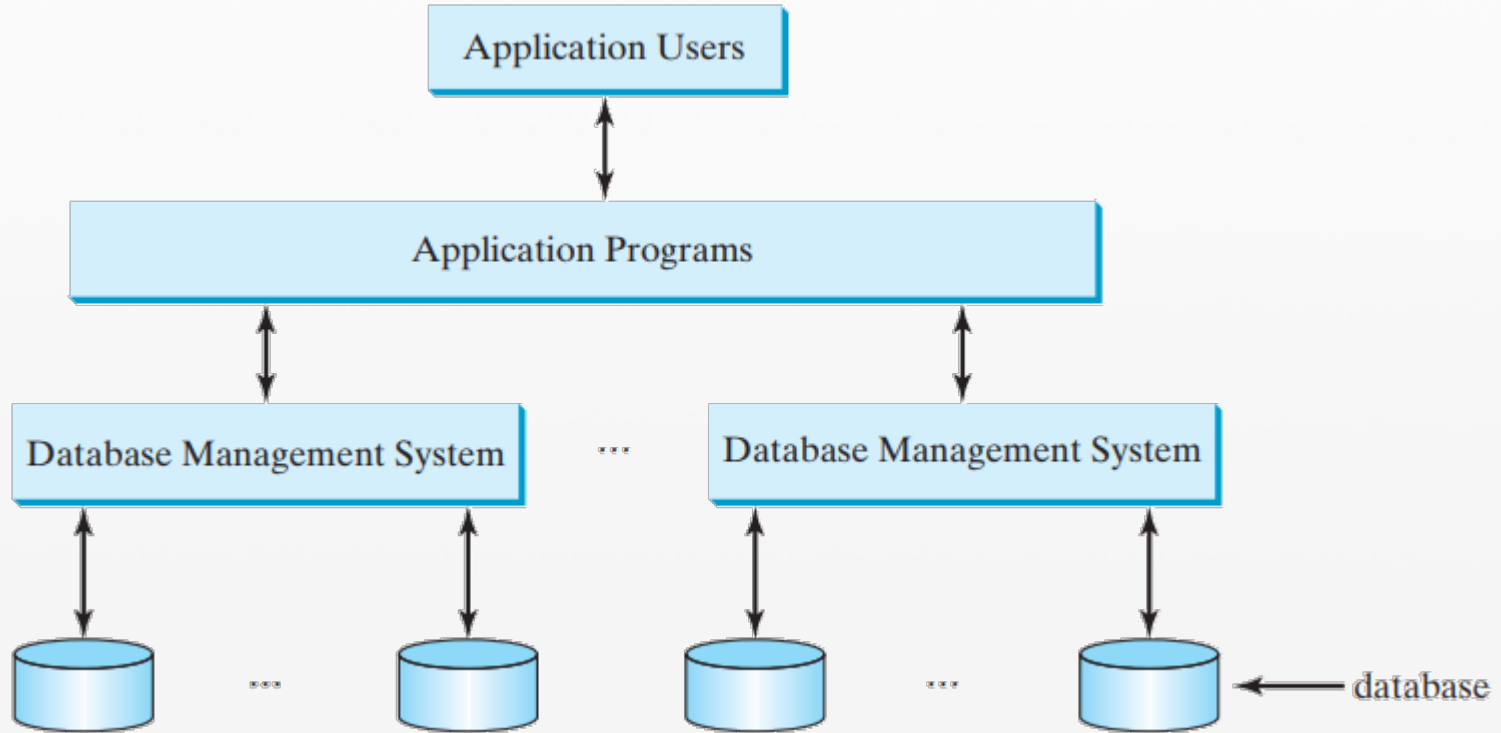 Application Users
Application Programs
Database Management System
...
Database Management System
...
...
database